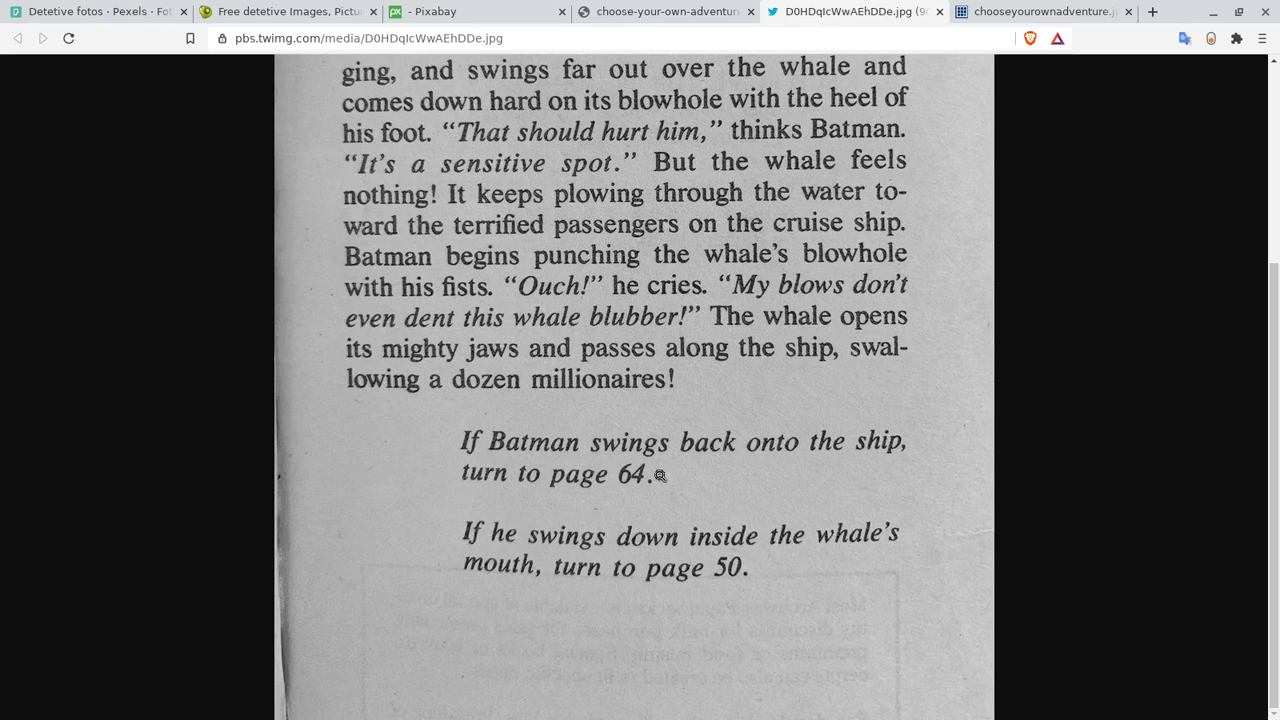 Detetive fotos - Pexels - Fot
Free detetive Images, Pictu
- Pixabay
choose-your-own-adventure
D0HDqIcWwAEhDDe.jpg (9
chooseyourownadventure.j
pbs.twimg.com/media/D0HDqIcWwAEhDDe.jpg
ging, and swings far out over the whale and
comes down hard on its blowhole with the heel of
his foot. “That should hurt him,” thinks Batman.
“It’s a sensitive spot.” But the whale feels
nothing! It keeps plowing through the water to-
ward the terrified passengers on the cruise ship.
Batman begins punching the whale’s blowhole
with his fists. “Ouch!” he cries. “My blows don’t
even dent this whale blubber!” The whale opens
its mighty jaws and passes along the ship, swal-
lowing a dozen millionaires!
If Batman swings back onto the ship,
turn to page 64.
If he swings down inside the whale’s
mouth, turn to page 50.